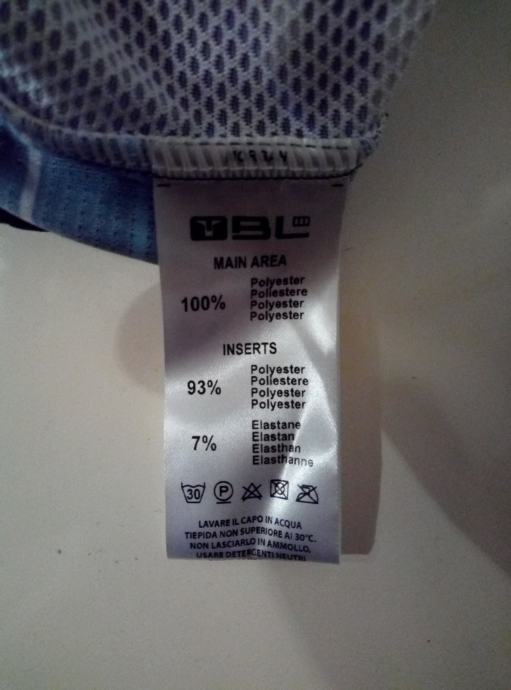 BL
MAIN AREA
100%
Polyester
Poliestere
Polyester
Polyester
INSERTS
93%
Polyester
Poliestere
Polyester
Polyester
7%
Elastane
Elastan
Elasthan
Elasthanne
30 P
LAVARE IL CAPO IN ACQUA
TIEPIDA NON SUPERIORE AI 30°C.
NON LASCIARLO IN AMMOLLO,
USARE DETERGENTI NEUTRI